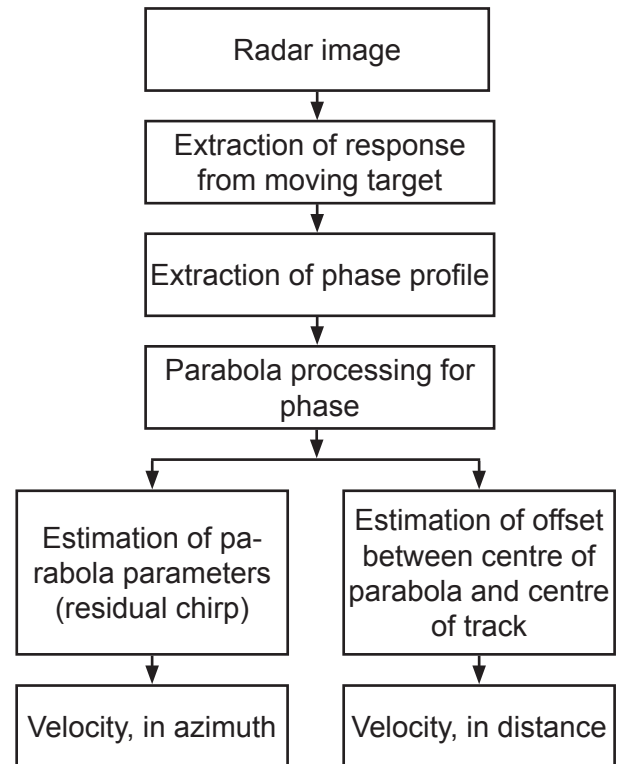 Radar image
Extraction of response
from moving target
Extraction of phase profile
Parabola processing for
phase
Estimation of pa-
rabola parameters
(residual chirp)
Estimation of offset
between centre of
parabola and centre
of track
Velocity, in azimuth
Velocity, in distance